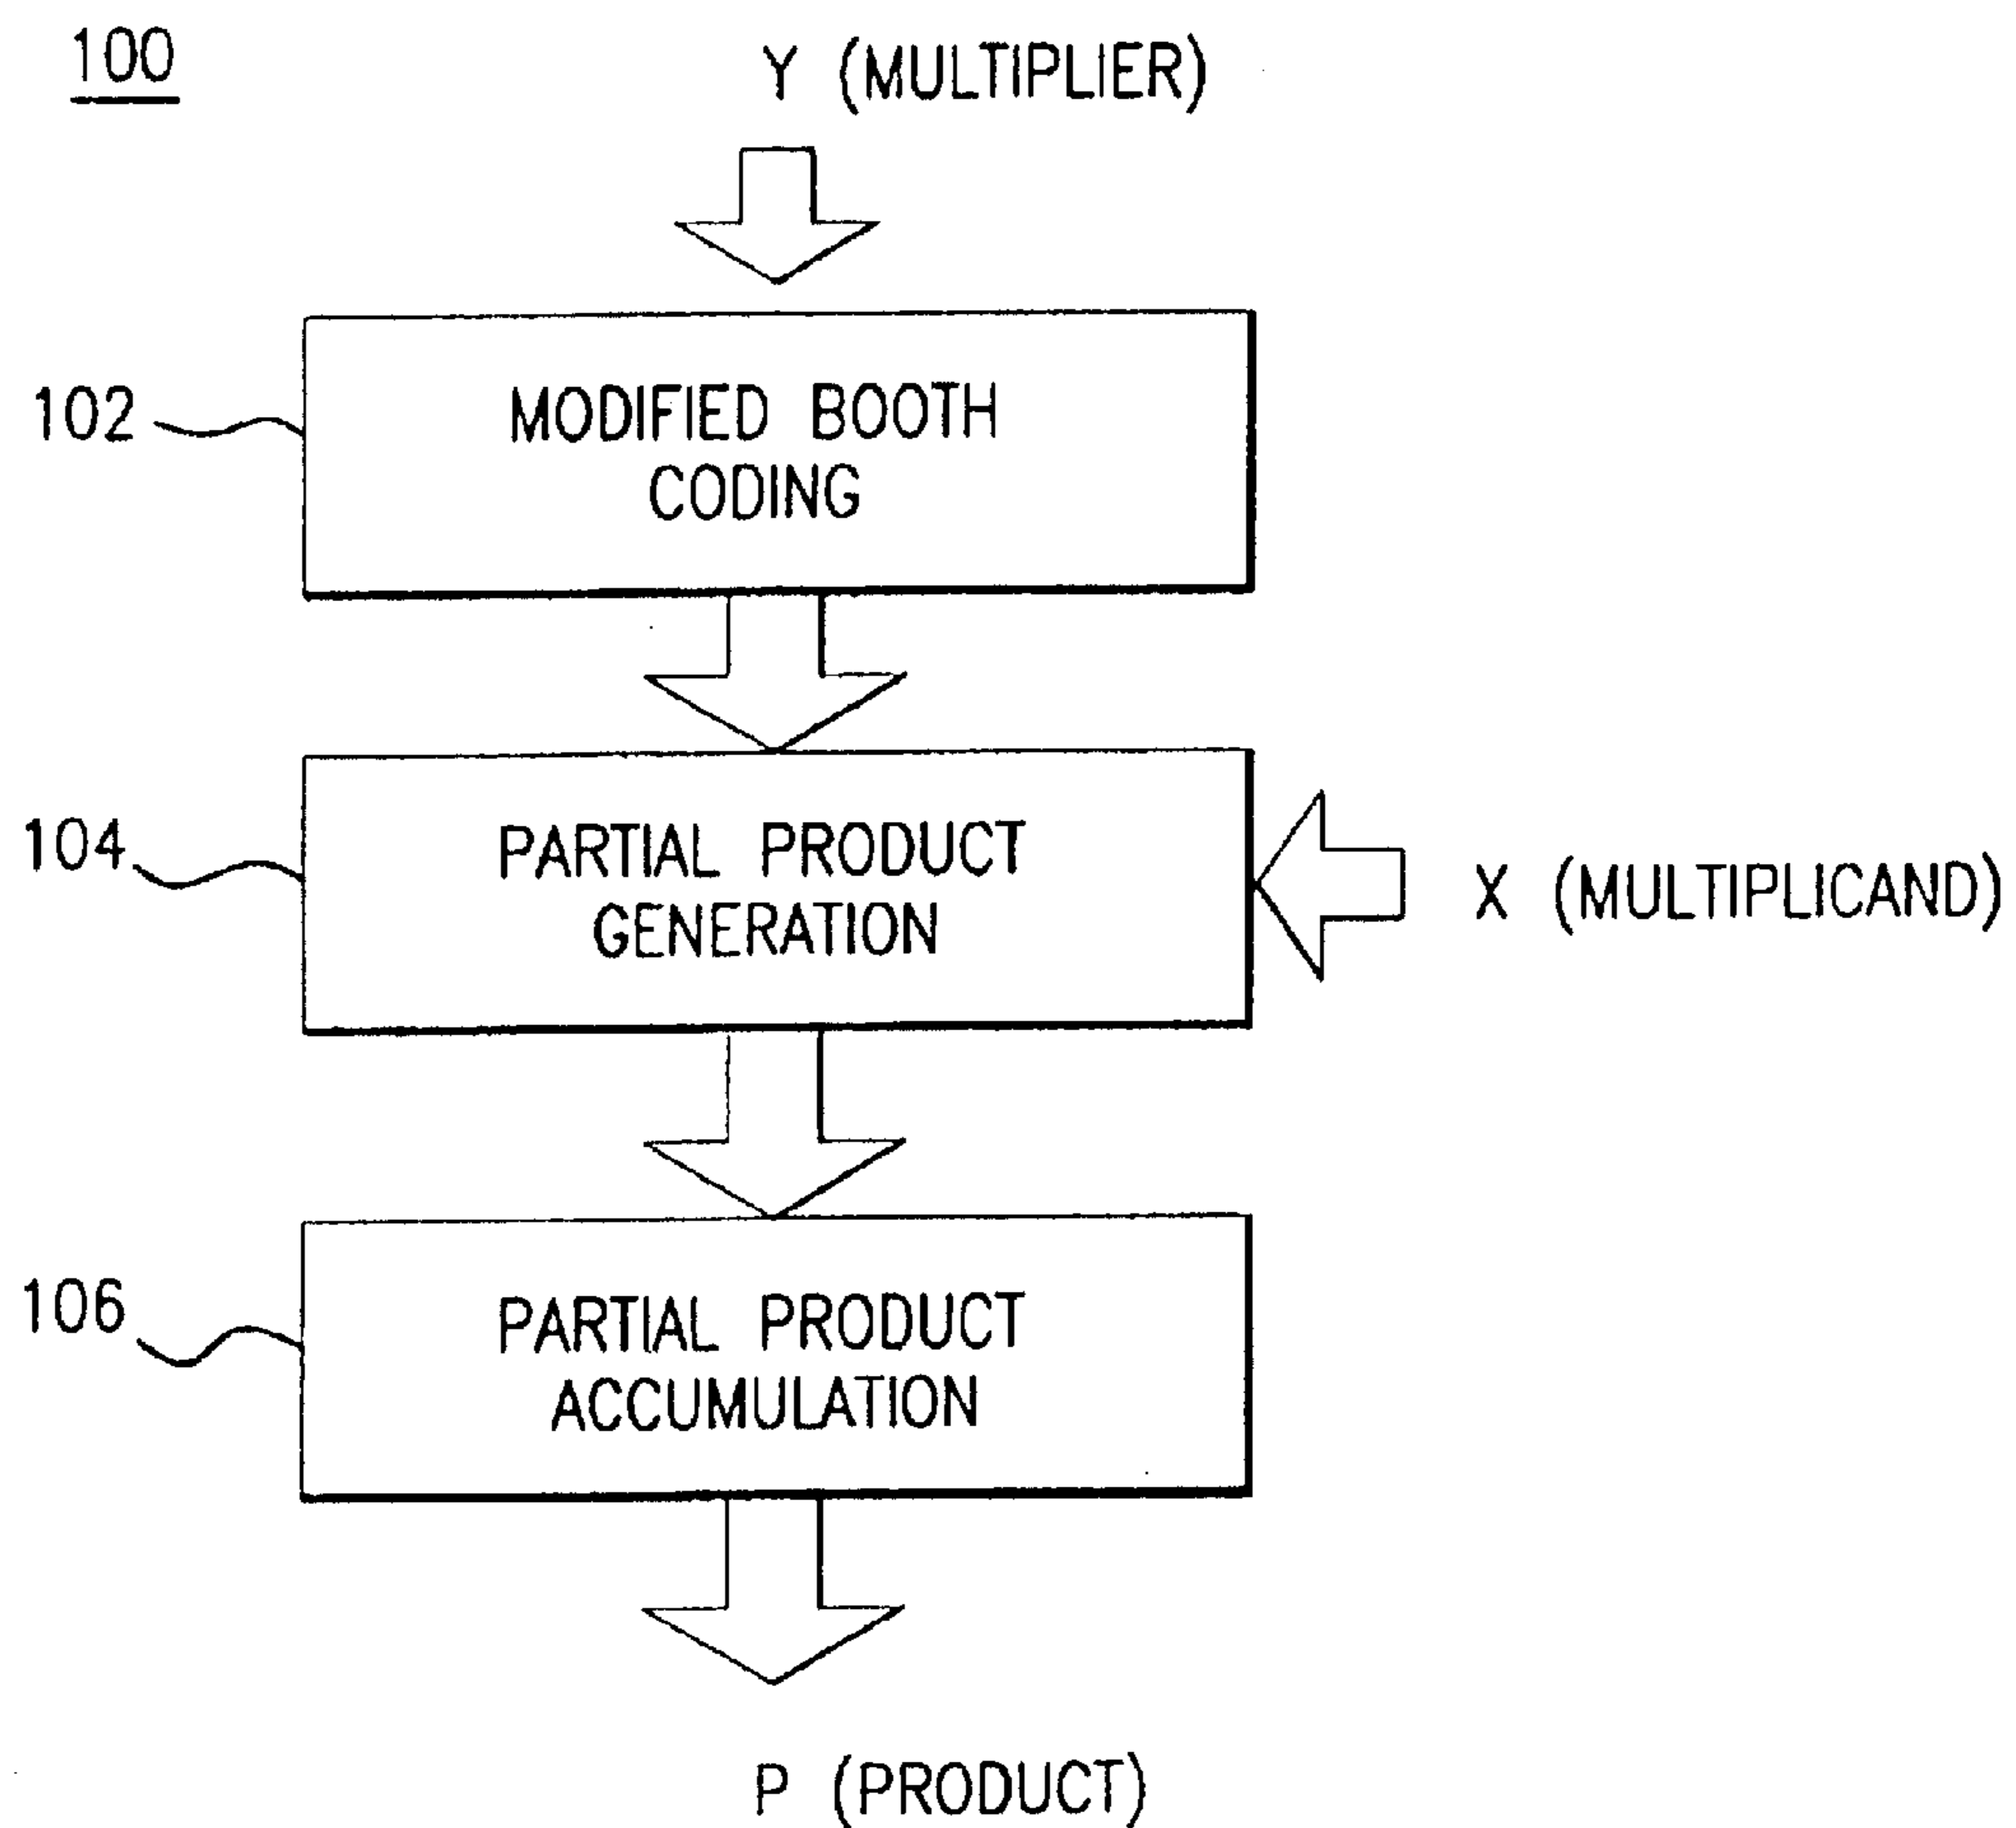 100
Y (MULTIPLIER)
102
MODIFIED BOOTH
CODING
104
PARTIAL PRODUCT
GENERATION
X (MULTIPLICAND)
106
PARTIAL PRODUCT
ACCUMULATION
P (PRODUCT)